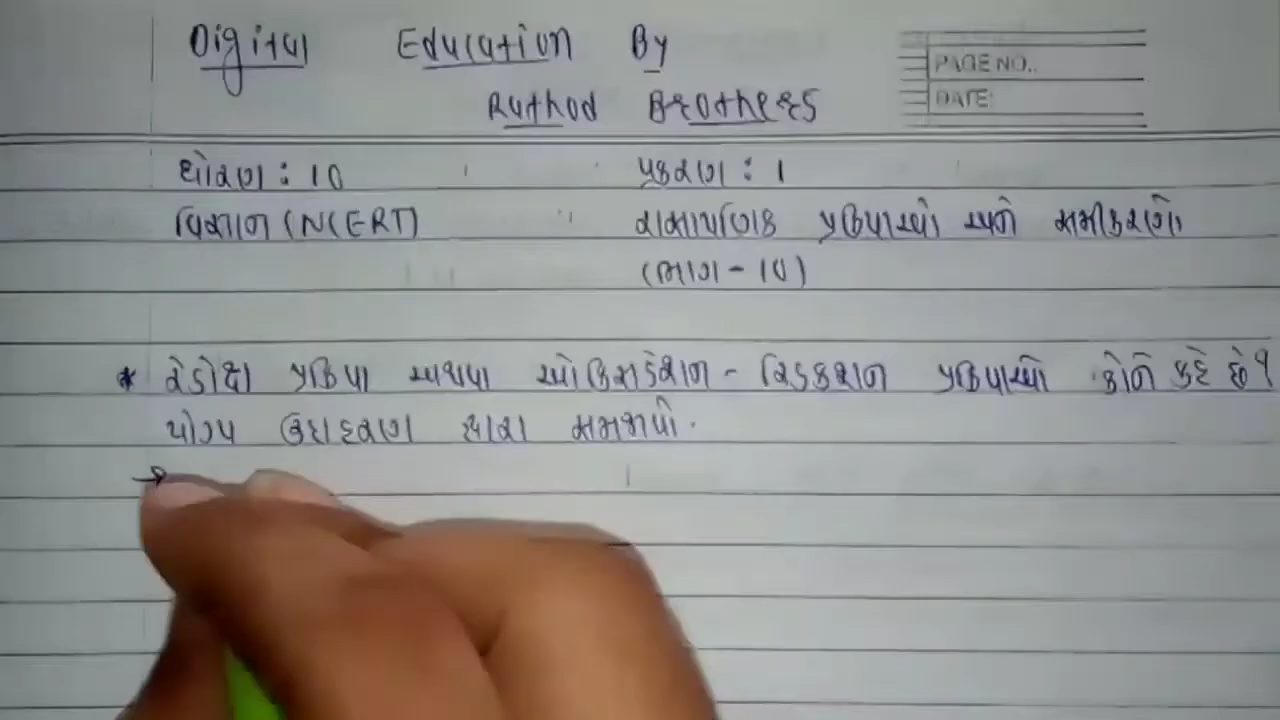 Digital Education By
Rathod Brothers
PAGE NO.:
DATE:
ધોરણ : 10 પ્રકરણ : 1
વિજ્ઞાન (NCERT) રાસાયણિક પ્રક્રિયાઓ અને સમીકરણો
(ભાગ - 10)
* રેડોક્ષ પ્રક્રિયા અથવા ઓક્સિડેશન - રિડક્શન પ્રક્રિયાઓ કોને કહે છે ?
યોગ્ય ઉદાહરણ દ્વારા સમજાવો.
→